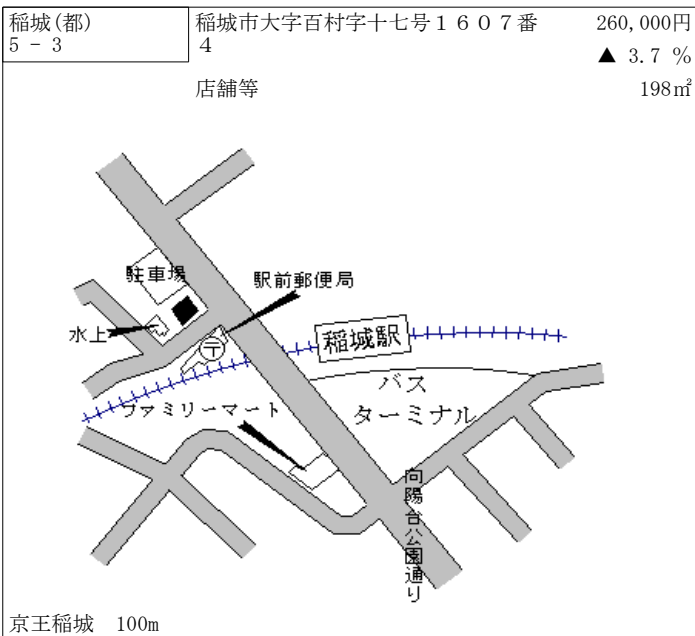 稲城(都)
5 - 3
稲城市大字百村字十七号１６０７番
４
260,000円
▲ 3.7 %
店舗等
198㎡
駐車場
駅前郵便局
水上
〒
稲城駅
バス
ターミナル
ファミリーマート
向陽台公園通り
京王稲城　100m